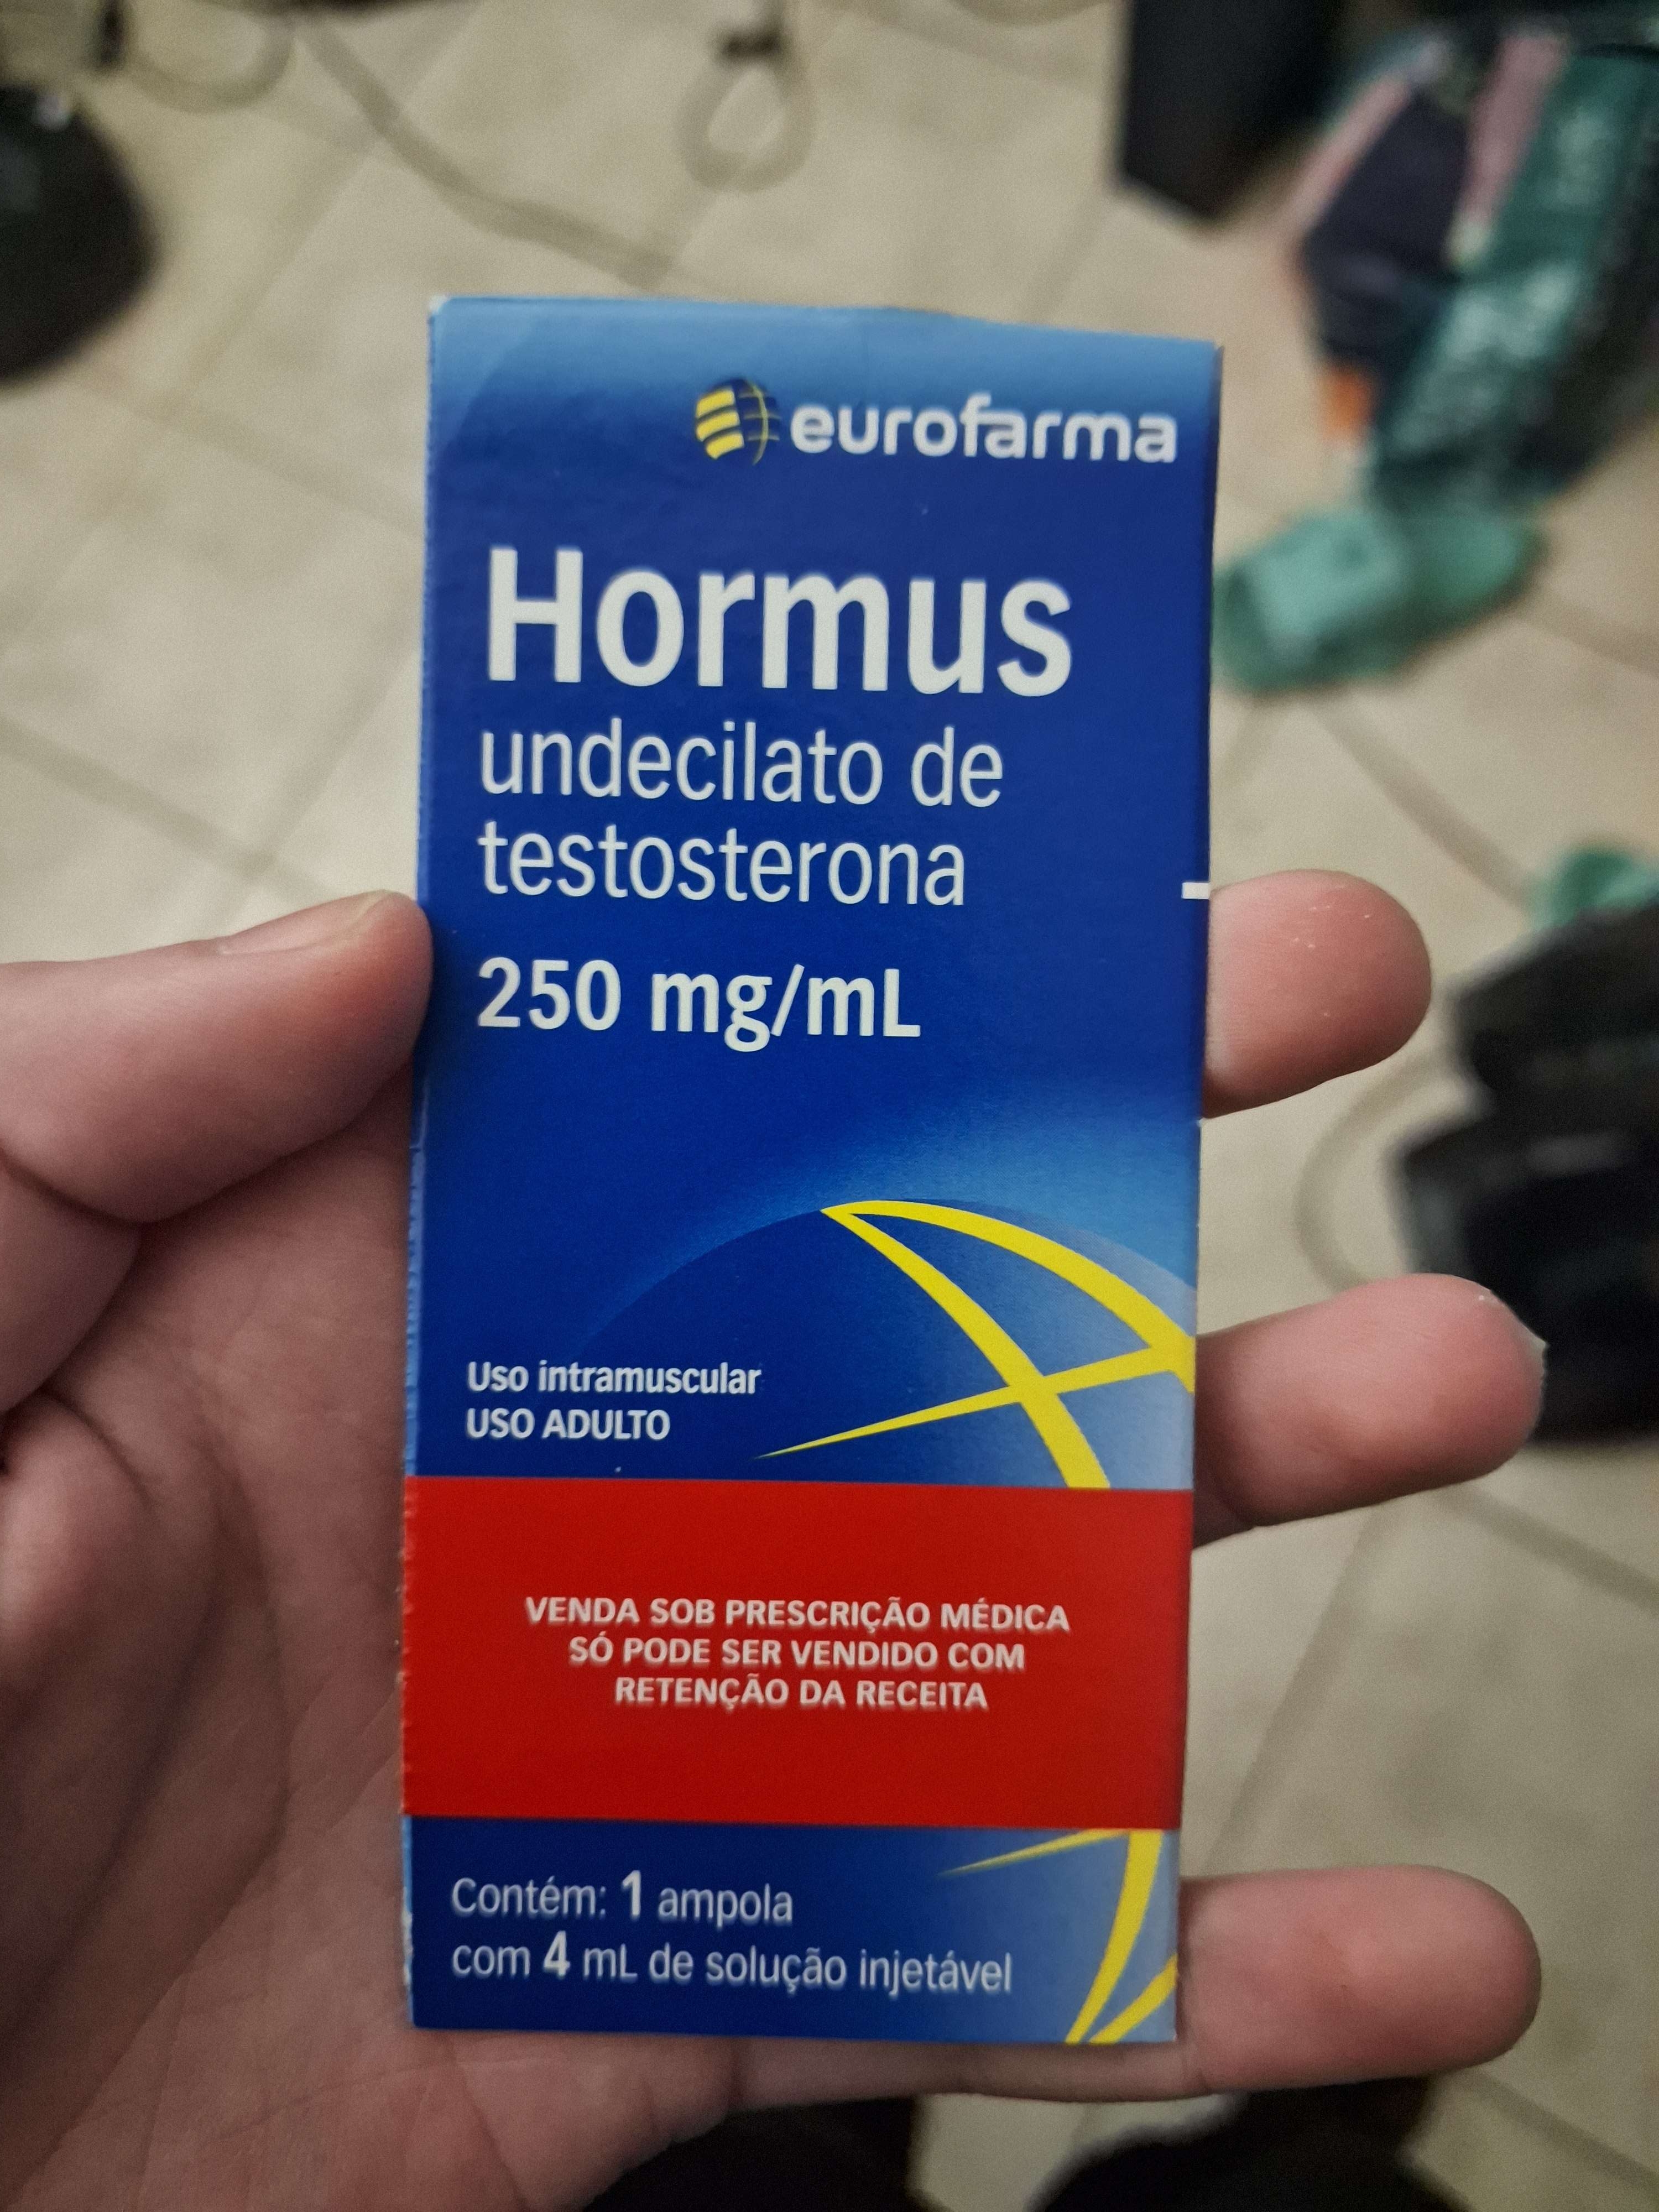 eurofarma
Hormus
undecilato de
testosterona
250 mg/mL
Uso intramuscular
USO ADULTO
VENDA SOB PRESCRIÇÃO MÉDICA
SÓ PODE SER VENDIDO COM
RETENÇÃO DA RECEITA
Contém: 1 ampola
com 4 mL de solução injetável